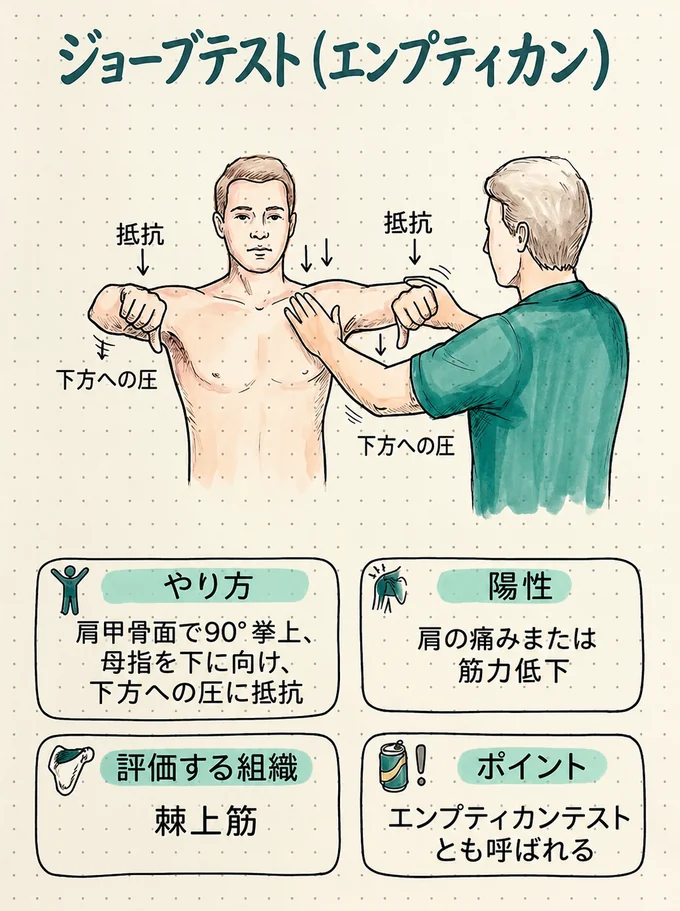 ジョーブテスト(エンプティカン)
抵抗
抵抗
下方への圧
下方への圧
やり方
肩甲骨面で90°挙上、
母指を下に向け、
下方への圧に抵抗
陽性
肩の痛みまたは
筋力低下
評価する組織
棘上筋
ポイント
エンプティカンテスト
とも呼ばれる